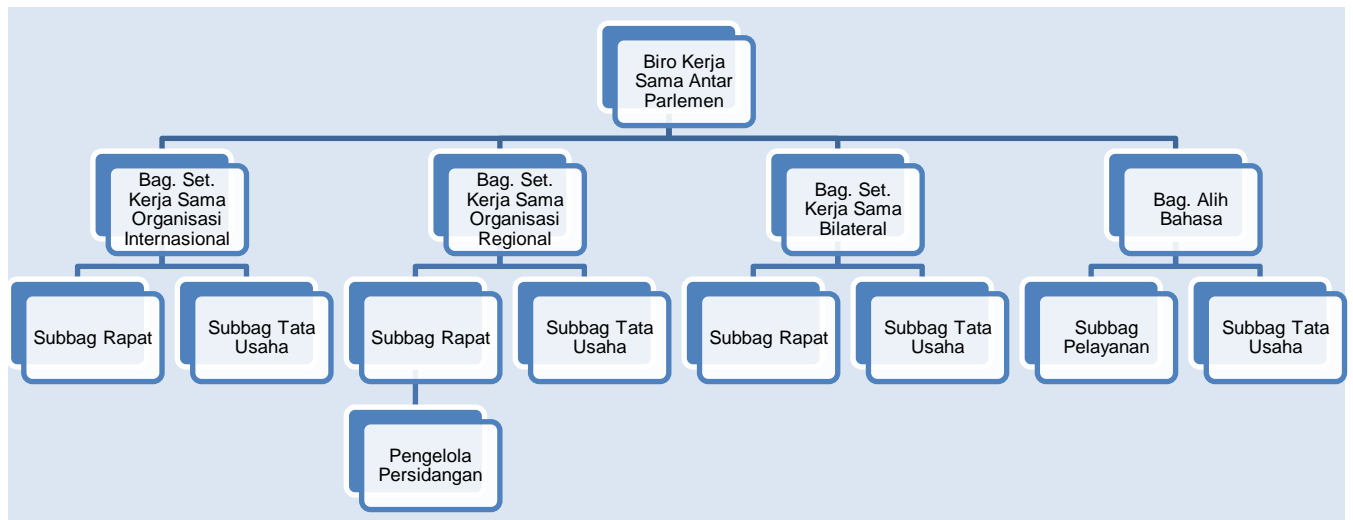 Biro Kerja
Sama Antar
Parlemen
Bag. Set.
Kerja Sama
Organisasi
Internasional
Bag. Set.
Kerja Sama
Organisasi
Regional
Bag. Set.
Kerja Sama
Bilateral
Bag. Alih
Bahasa
Subbag Rapat
Subbag Tata
Usaha
Subbag Rapat
Subbag Tata
Usaha
Subbag Rapat
Subbag Tata
Usaha
Subbag
Pelayanan
Subbag Tata
Usaha
Pengelola
Persidangan